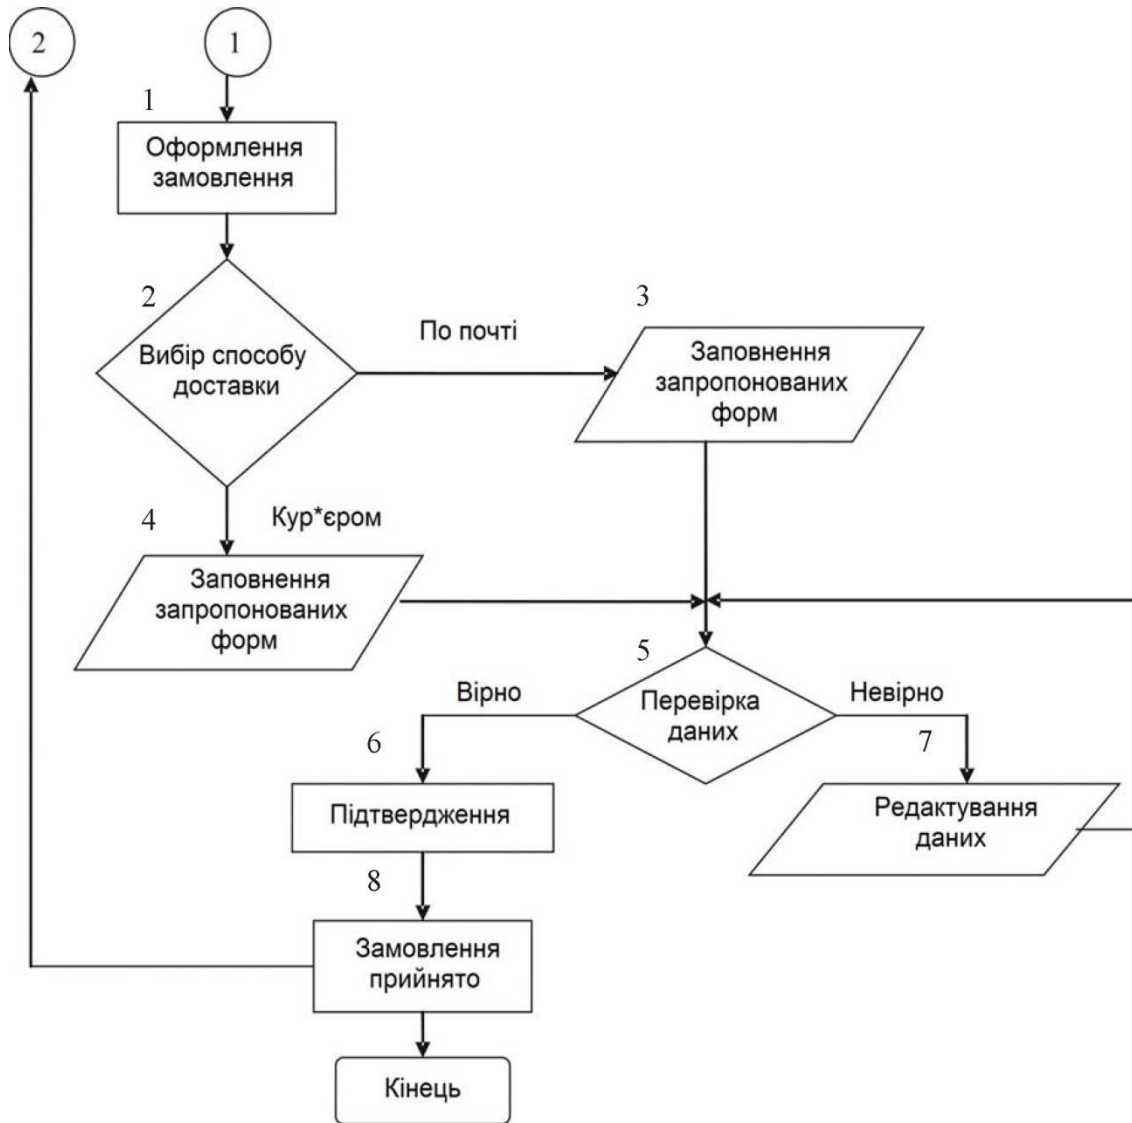 2
1
1
Оформлення
замовлення
2
Вибір способу
доставки
По почті
3
Заповнення
запропонованих
форм
4
Кур*єром
Заповнення
запропонованих
форм
5
Перевірка
даних
Вірно
Невірно
6
7
Підтвердження
Редактування
даних
8
Замовлення
прийнято
Кінець